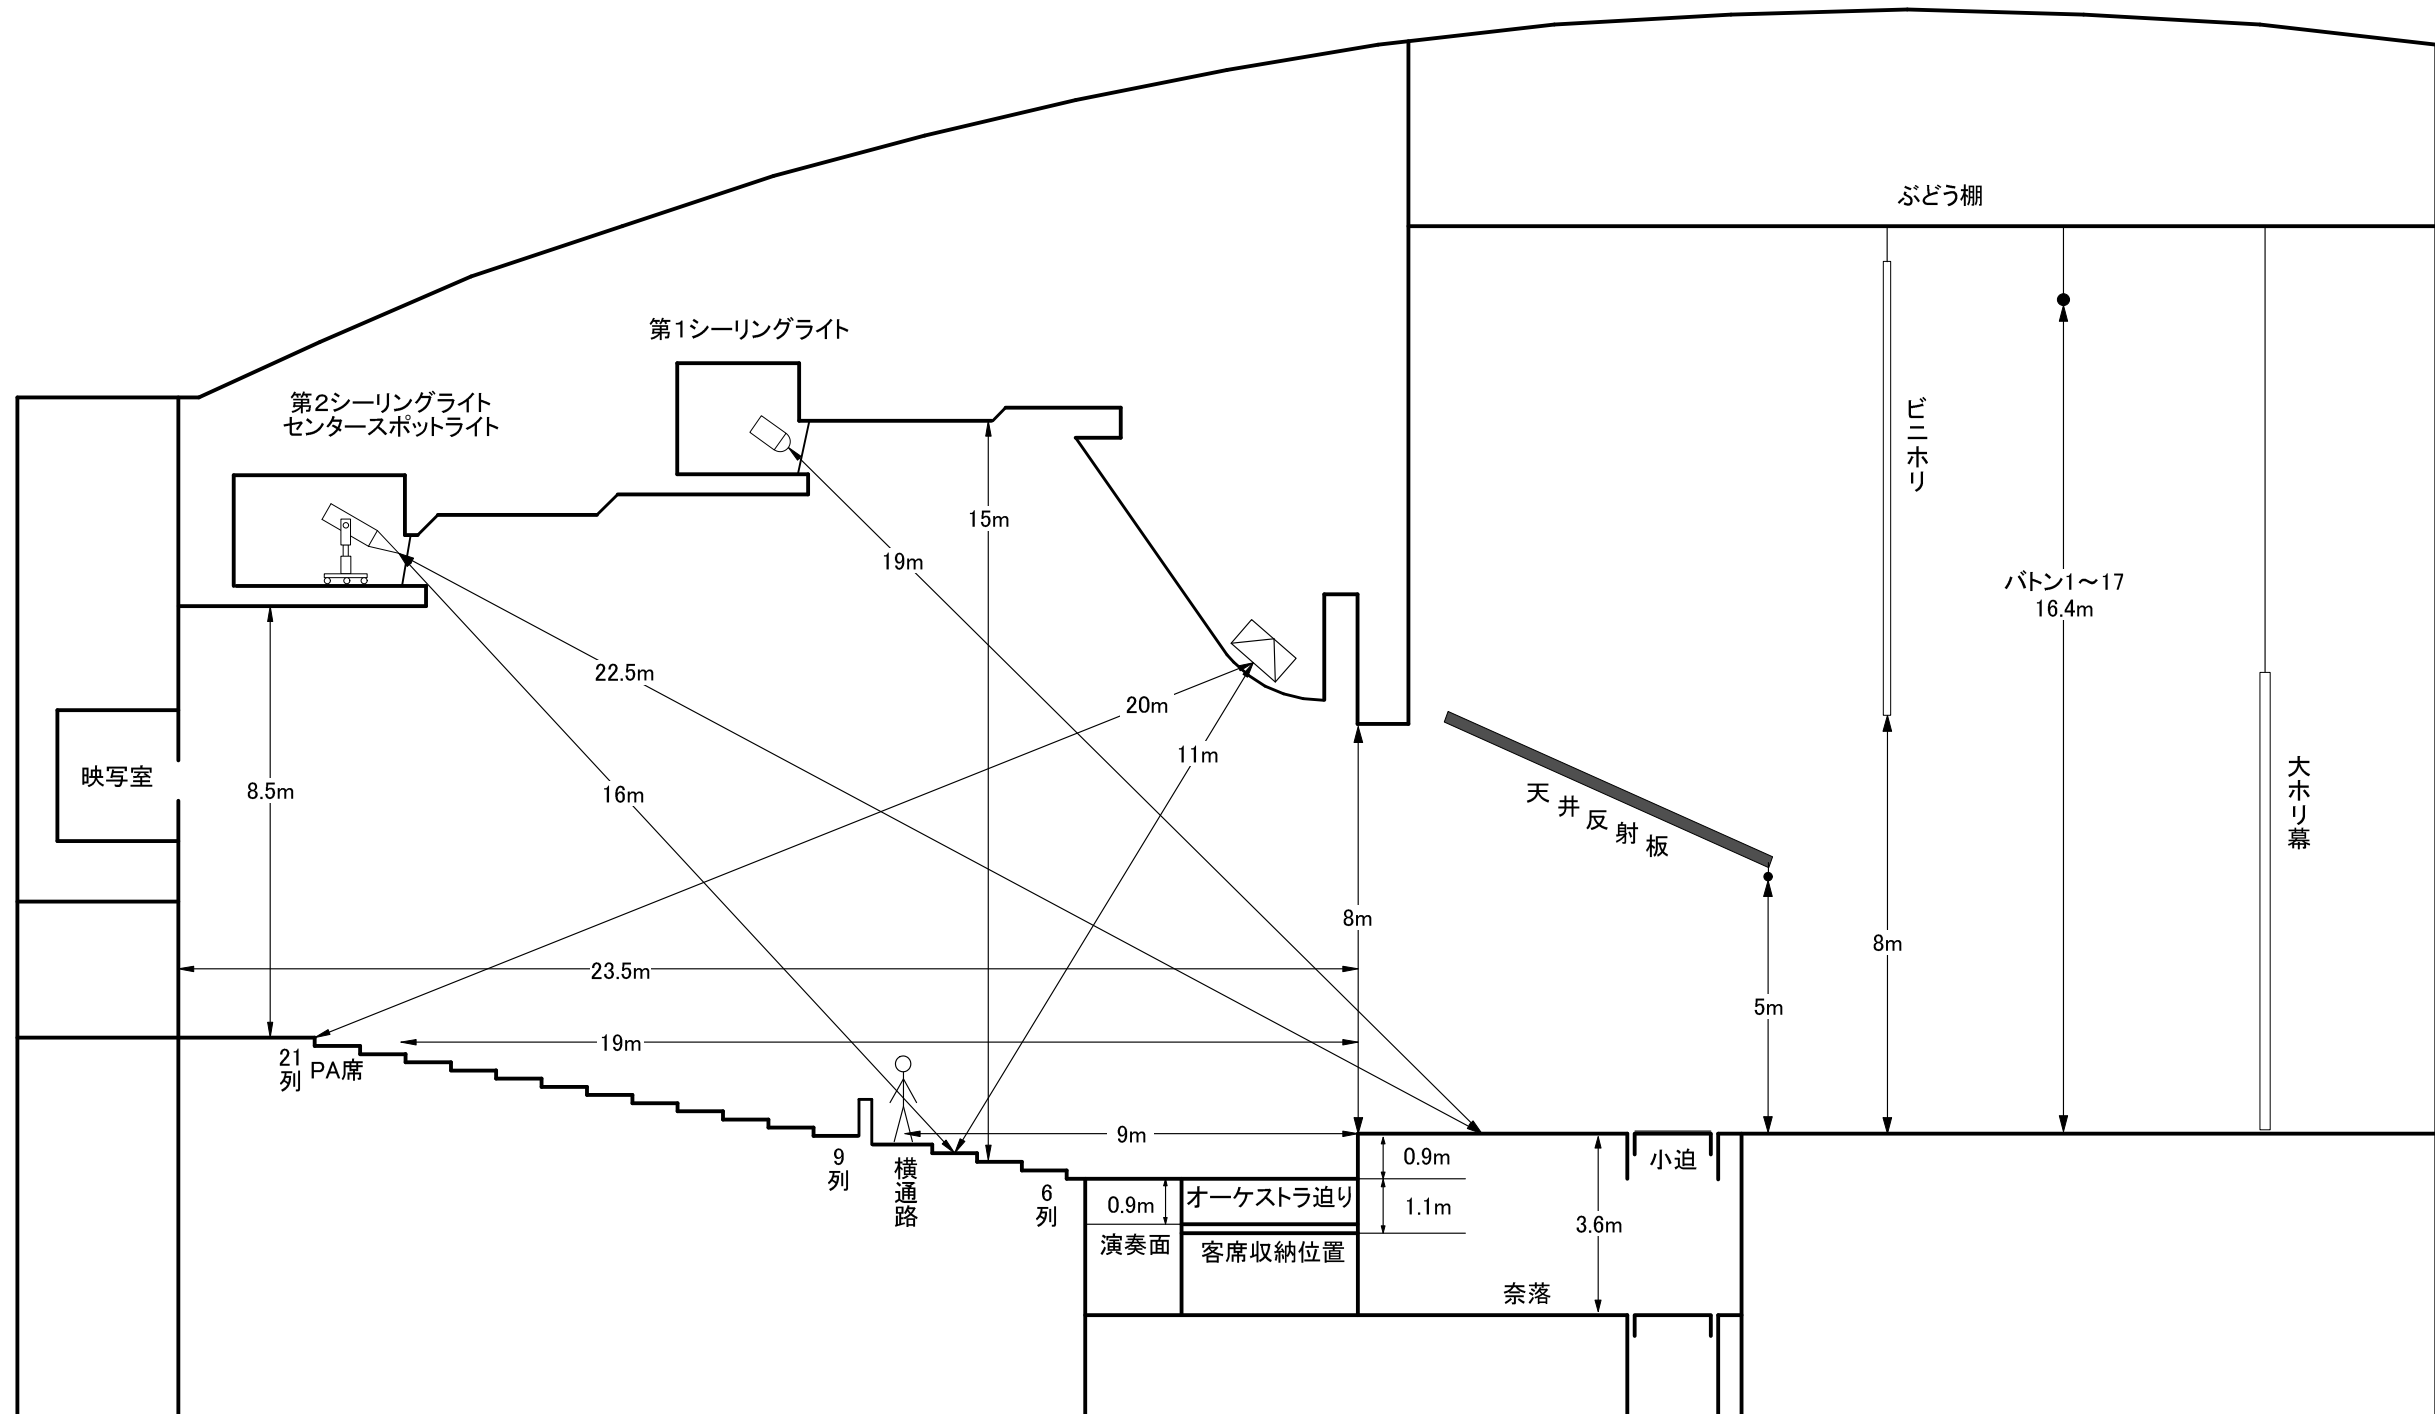 ぶどう棚
第1シーリングライト
第2シーリングライト
センタースポットライト
ビニホリ
15m
19m
バトン1～17
16.4m
22.5m
20m
11m
映写室
8.5m
16m
天井反射板
大ホリ幕
8m
8m
23.5m
5m
19m
21列
PA席
9m
9列
横通路
6列
0.9m
小迫
0.9m
オーケストラ迫り
1.1m
3.6m
演奏面
客席収納位置
奈落